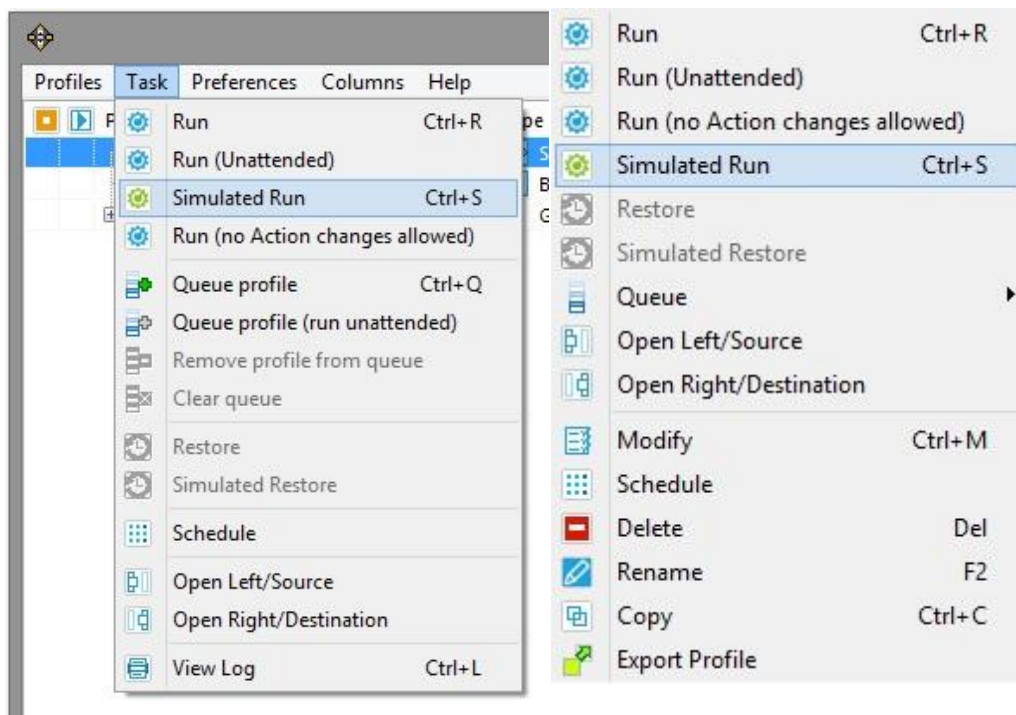 Profiles Task Preferences Columns Help
Run Ctrl+R
Run (Unattended)
Simulated Run Ctrl+S
Run (no Action changes allowed)
Queue profile Ctrl+Q
Queue profile (run unattended)
Remove profile from queue
Clear queue
Restore
Simulated Restore
Schedule
Open Left/Source
Open Right/Destination
View Log Ctrl+L
Run Ctrl+R
Run (Unattended)
Run (no Action changes allowed)
Simulated Run Ctrl+S
Restore
Simulated Restore
Queue
Open Left/Source
Open Right/Destination
Modify Ctrl+M
Schedule
Delete Del
Rename F2
Copy Ctrl+C
Export Profile